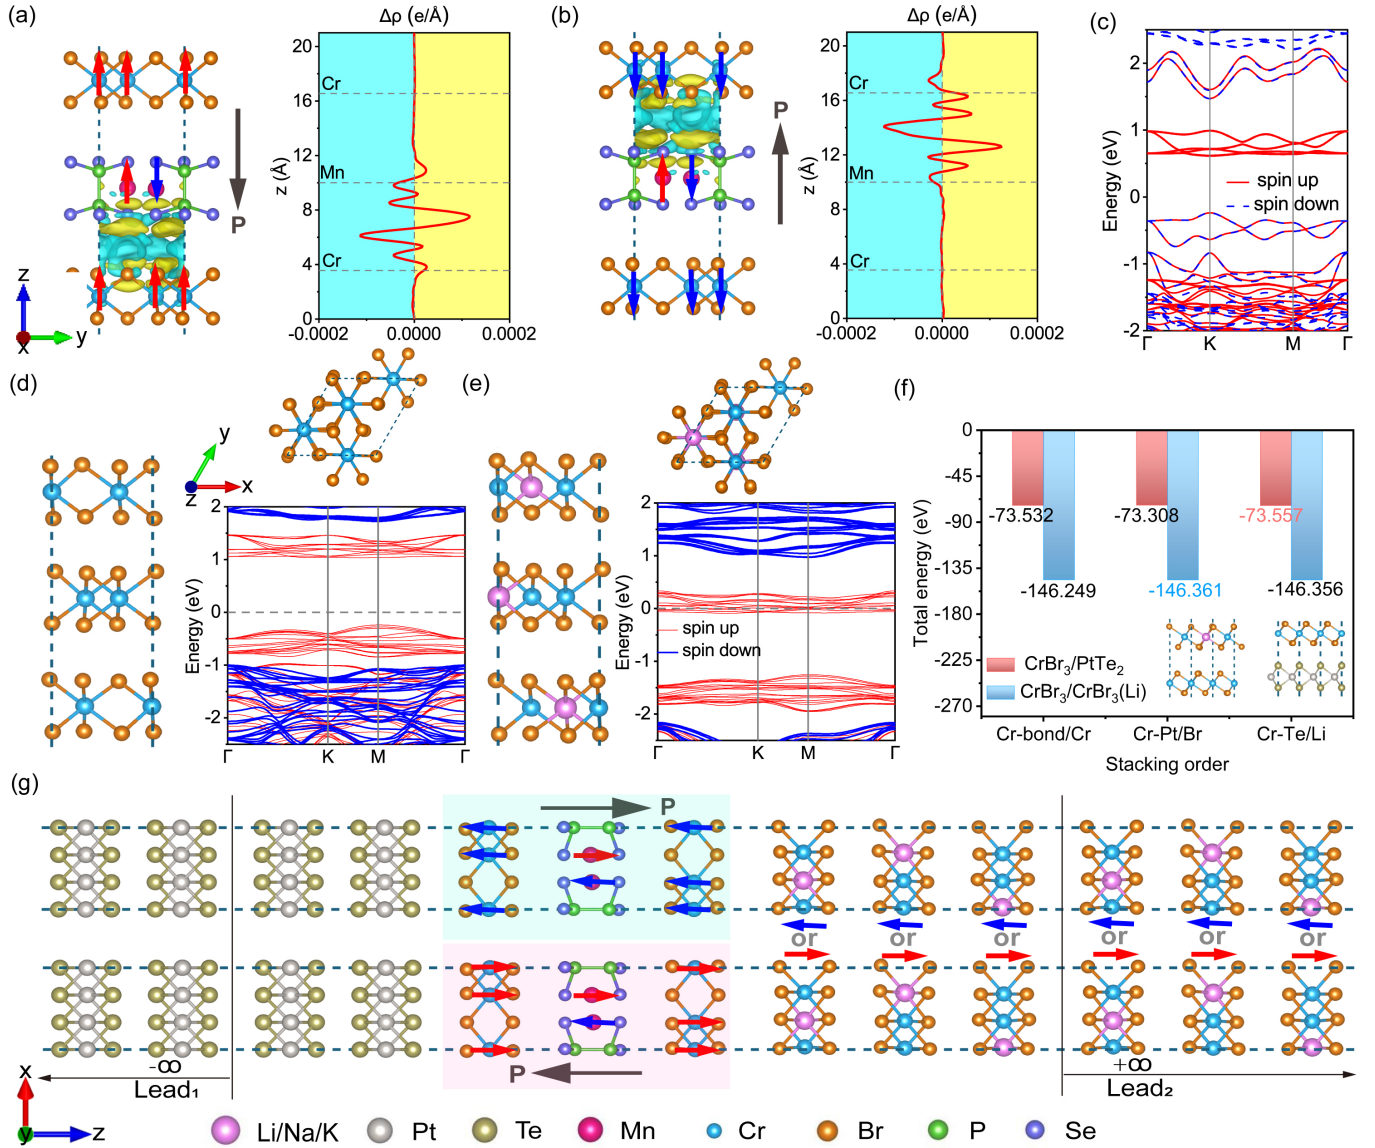 (a)
Δρ (e/Å)
20
16
12
8
4
0
z (Å)
Cr
Mn
Cr
-0.0002
0.0000
0.0002
P
z
x
y
(b)
Δρ (e/Å)
20
16
12
8
4
0
z (Å)
Cr
Mn
Cr
-0.0002
0.0000
0.0002
P
(c)
2
1
0
-1
-2
Energy (eV)
spin up
spin down
Γ
K
M
Γ
(d)
y
z
x
2
1
0
-1
-2
Energy (eV)
Γ
K
M
Γ
(e)
2
1
0
-1
-2
Energy (eV)
spin up
spin down
Γ
K
M
Γ
(f)
0
-45
-90
-135
-180
-225
-270
Total energy (eV)
-73.532
-73.308
-73.557
-146.249
-146.361
-146.356
CrBr₃/PtTe₂
CrBr₃/CrBr₃(Li)
Cr-bond/Cr
Cr-Pt/Br
Cr-Te/Li
Stacking order
(g)
P
or
or
or
or
or
or
P
x
y
z
-∞
Lead₁
+∞
Lead₂
Li/Na/K
Pt
Te
Mn
Cr
Br
P
Se